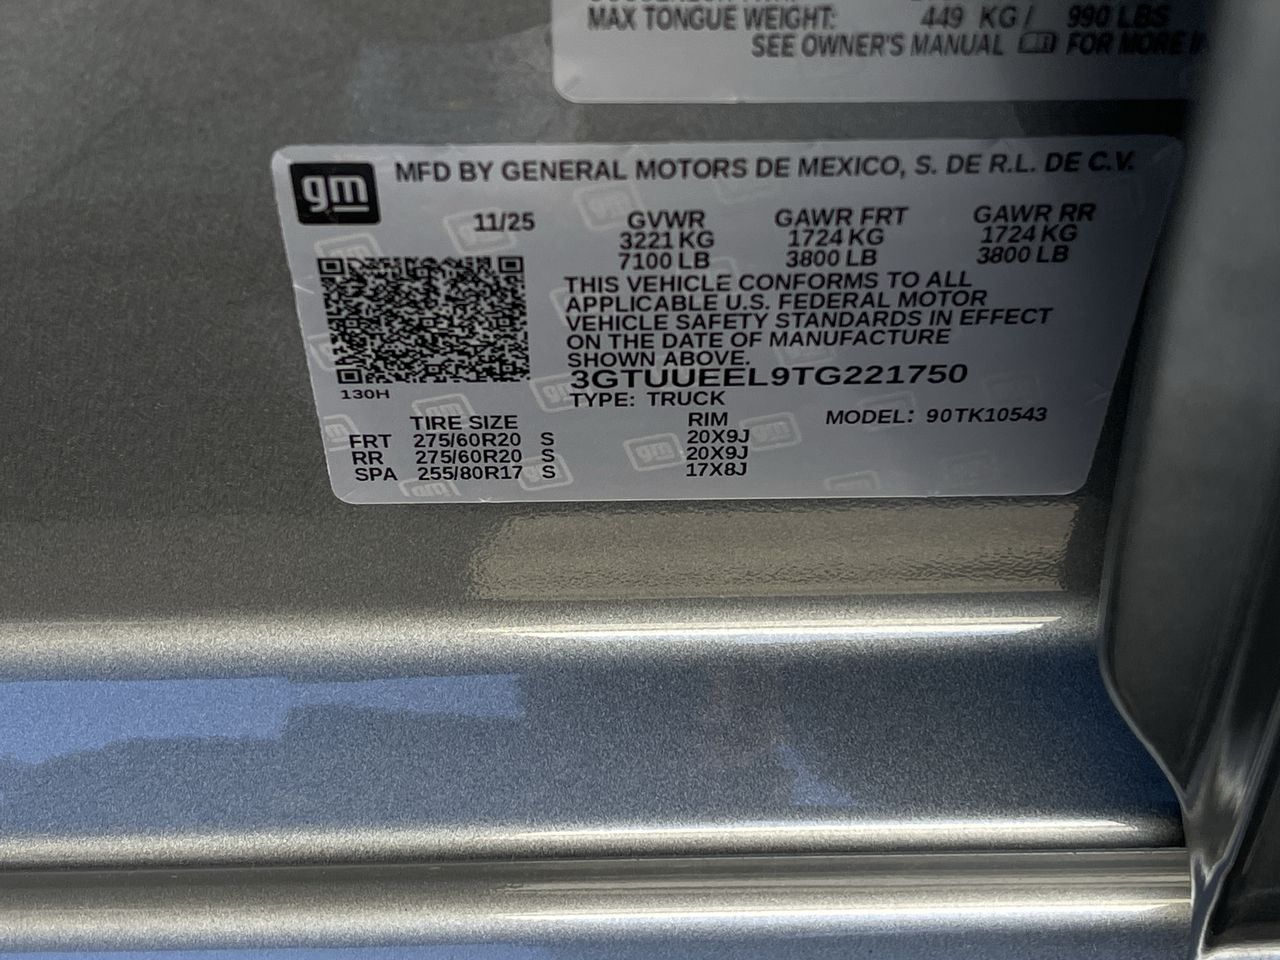 MAX TONGUE WEIGHT: 449 KG / 990 LBS
SEE OWNER'S MANUAL FOR MORE
gm MFD BY GENERAL MOTORS DE MEXICO, S. DE R.L. DE C.V.
11/25 GVWR GAWR FRT GAWR RR
3221 KG 1724 KG 1724 KG
7100 LB 3800 LB 3800 LB
THIS VEHICLE CONFORMS TO ALL
APPLICABLE U.S. FEDERAL MOTOR
VEHICLE SAFETY STANDARDS IN EFFECT
ON THE DATE OF MANUFACTURE
SHOWN ABOVE.
3GTUUEEL9TG221750
130H TYPE: TRUCK
TIRE SIZE RIM MODEL: 90TK10543
FRT 275/60R20 S 20X9J
RR 275/60R20 S 20X9J
SPA 255/80R17 S 17X8J